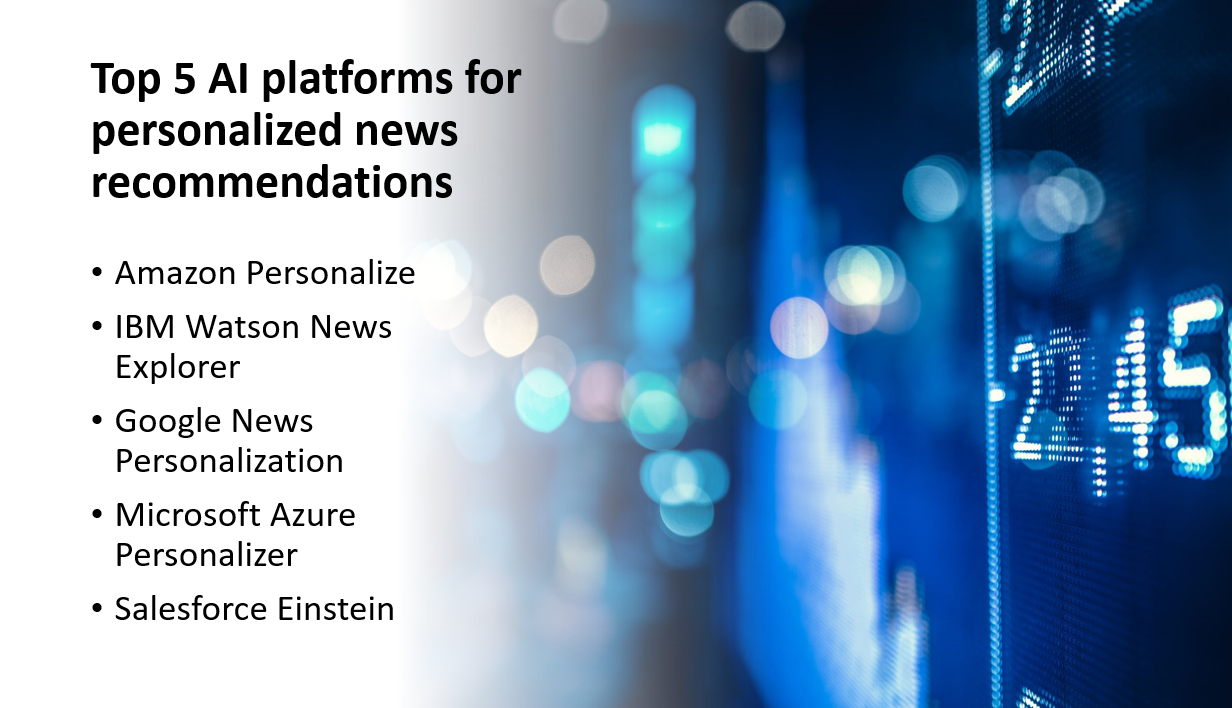 Top 5 AI platforms for
personalized news
recommendations
• Amazon Personalize
• IBM Watson News
Explorer
• Google News
Personalization
• Microsoft Azure
Personalizer
• Salesforce Einstein